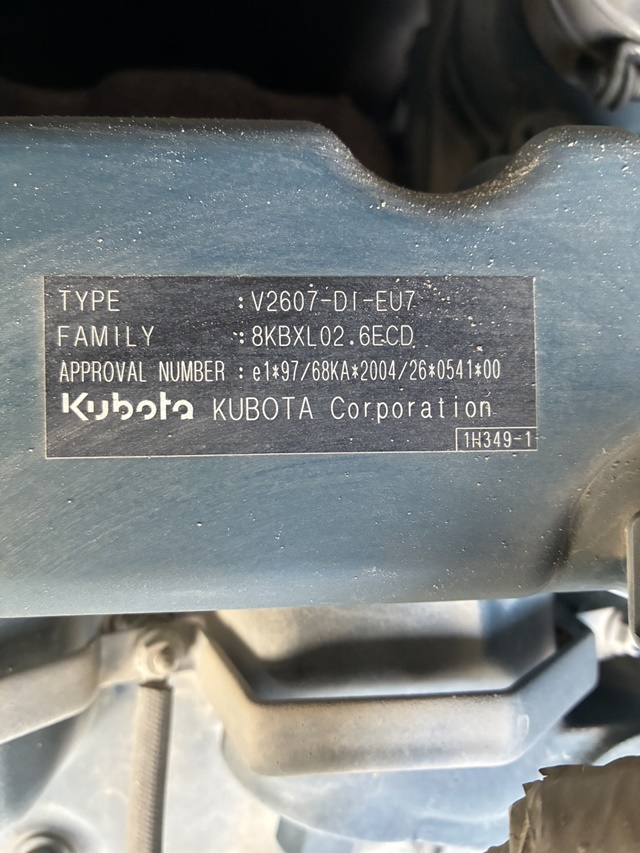 TYPE :V2607-DI-EU7
FAMILY :8KBXL02.6ECD
APPROVAL NUMBER : e1*97/68KA*2004/26*0541*00
Kubota KUBOTA Corporation
1H349-1